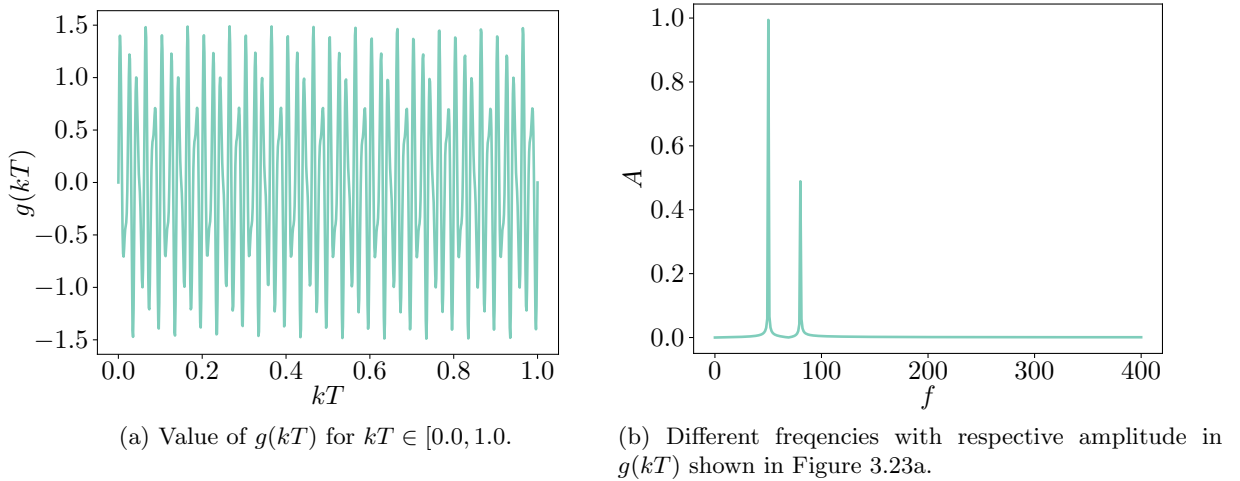 1.5
1.0
0.5
0.0
−0.5
−1.0
−1.5
g(kT)
0.0 0.2 0.4 0.6 0.8 1.0
kT
(a) Value of g(kT) for kT ∈ [0.0, 1.0.
1.0
0.8
0.6
0.4
0.2
0.0
A
0 100 200 300 400
f
(b) Different freqencies with respective amplitude in
g(kT) shown in Figure 3.23a.